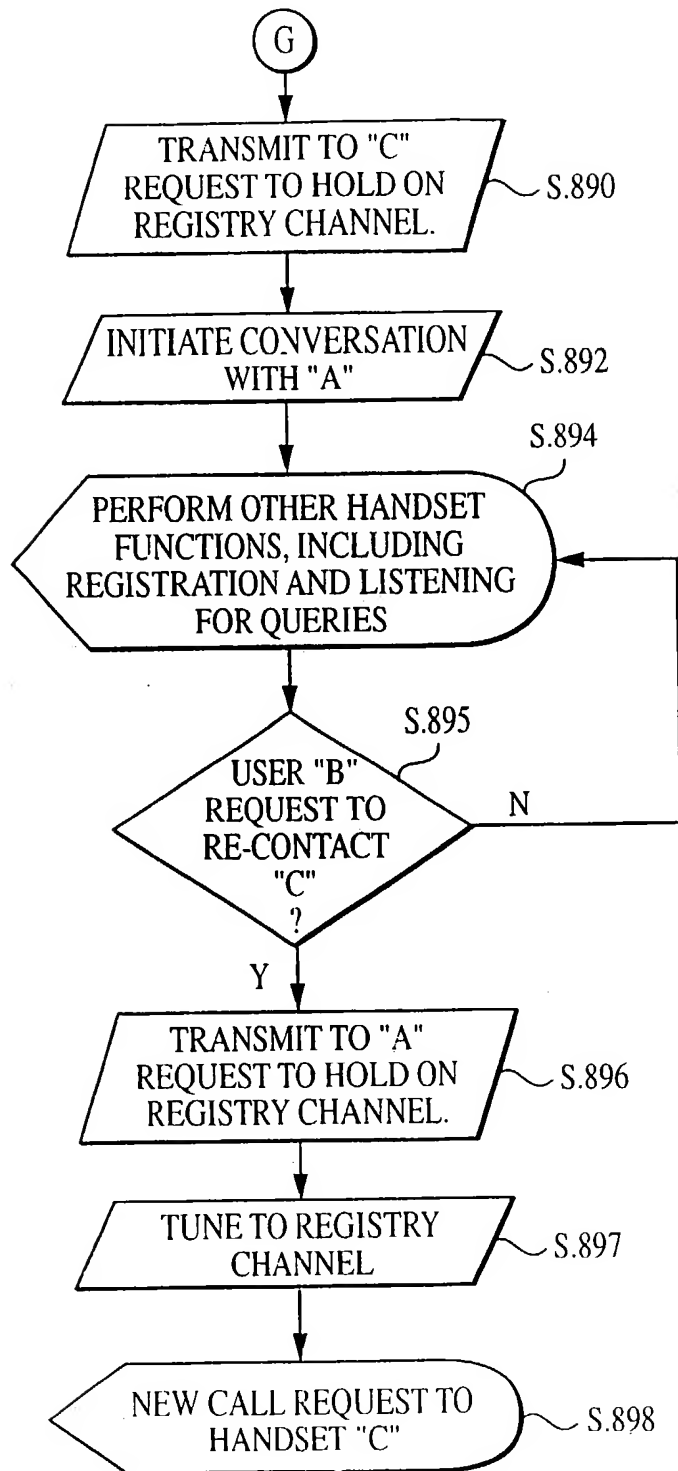 G
TRANSMIT TO "C"
REQUEST TO HOLD ON
REGISTRY CHANNEL.
S.890
INITIATE CONVERSATION
WITH "A"
S.892
S.894
PERFORM OTHER HANDSET
FUNCTIONS, INCLUDING
REGISTRATION AND LISTENING
FOR QUERIES
S.895
USER "B"
REQUEST TO
RE-CONTACT
"C"
?
N
Y
TRANSMIT TO "A"
REQUEST TO HOLD ON
REGISTRY CHANNEL.
S.896
TUNE TO REGISTRY
CHANNEL
S.897
NEW CALL REQUEST TO
HANDSET "C"
S.898